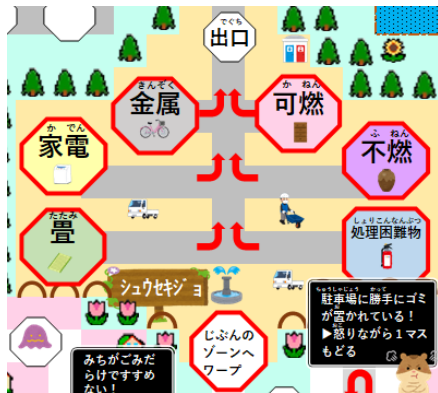 でぐち
出口
きんぞく
金属
か ねん
可燃
か でん
家電
ふ ねん
不燃
たたみ
畳
しょりこんなんぶつ
処理困難物
シュウセキジョ
じぶんの
ゾーンへ
ワープ
ちゅうしゃじょう かって
駐車場に勝手にゴミ
が置かれている!
▶怒りながら1マス
もどる
みちがごみだ
らけですすめ
ない!